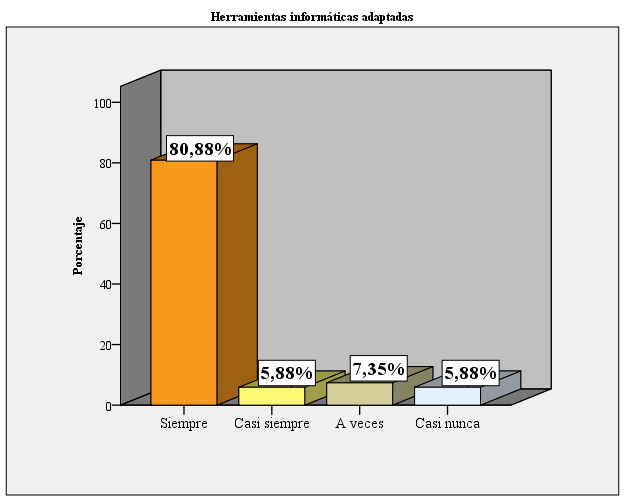 Herramientas informáticas adaptadas
100
80
60
40
20
0
Porcentaje
80,88%
5,88%
7,35%
5,88%
Siempre
Casi siempre
A veces
Casi nunca